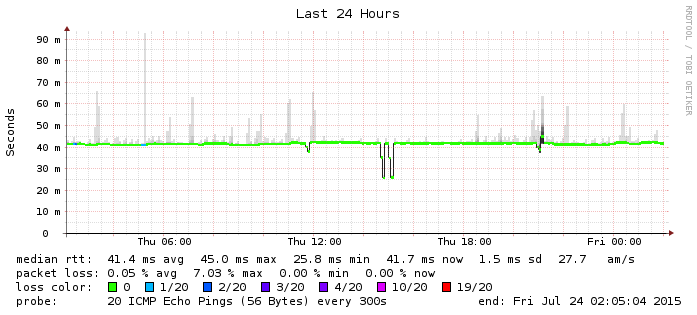 Last 24 Hours
RRDTOOL / TOBI OETIKER
Seconds
90 m
80 m
70 m
60 m
50 m
40 m
30 m
20 m
10 m
0
Thu 06:00 Thu 12:00 Thu 18:00 Fri 00:00
median rtt: 41.4 ms avg 45.0 ms max 25.8 ms min 41.7 ms now 1.5 ms sd 27.7 am/s
packet loss: 0.05 % avg 7.03 % max 0.00 % min 0.00 % now
loss color: 0 1/20 2/20 3/20 4/20 10/20 19/20
probe: 20 ICMP Echo Pings (56 Bytes) every 300s end: Fri Jul 24 02:05:04 2015